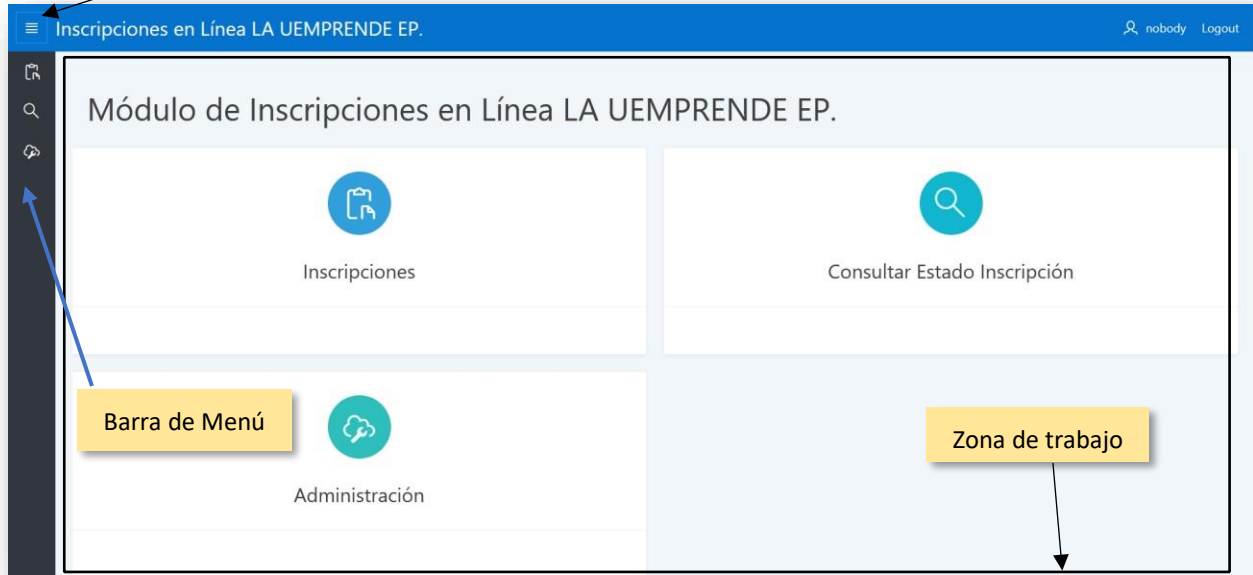 Inscripciones en Línea LA UEMPRENDE EP.
nobody Logout
Módulo de Inscripciones en Línea LA UEMPRENDE EP.
Inscripciones
Consultar Estado Inscripción
Barra de Menú
Zona de trabajo
Administración